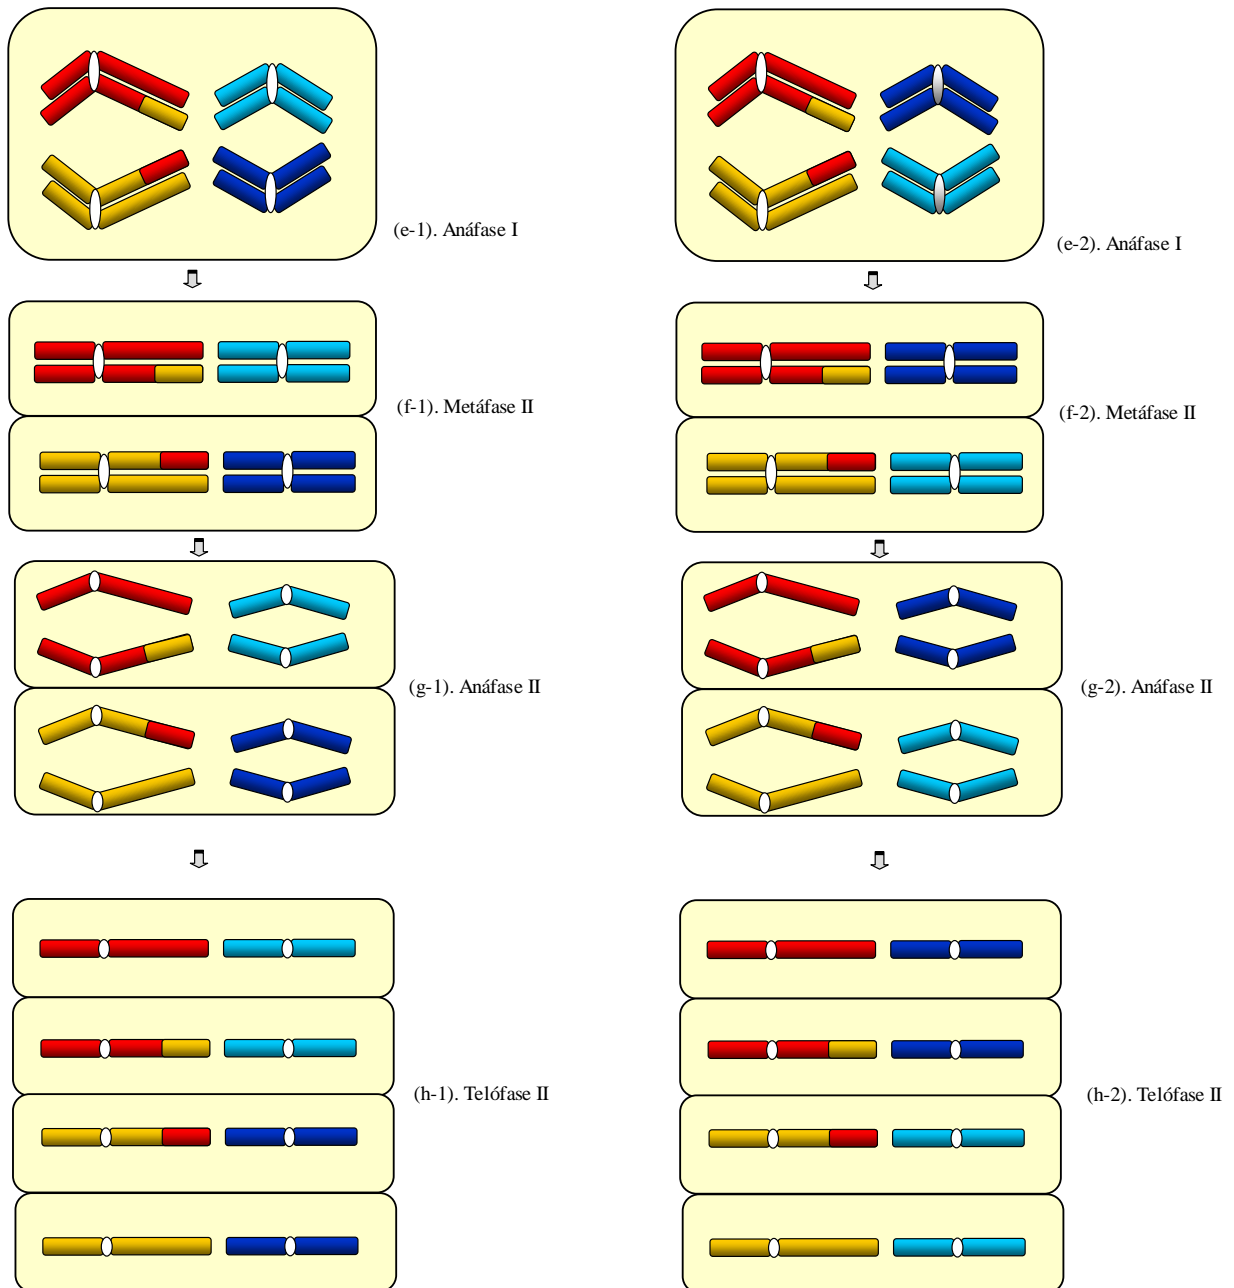 (e-1). Anáfase I
(e-2). Anáfase I
(f-1). Metáfase II
(f-2). Metáfase II
(g-1). Anáfase II
(g-2). Anáfase II
(h-1). Telófase II
(h-2). Telófase II